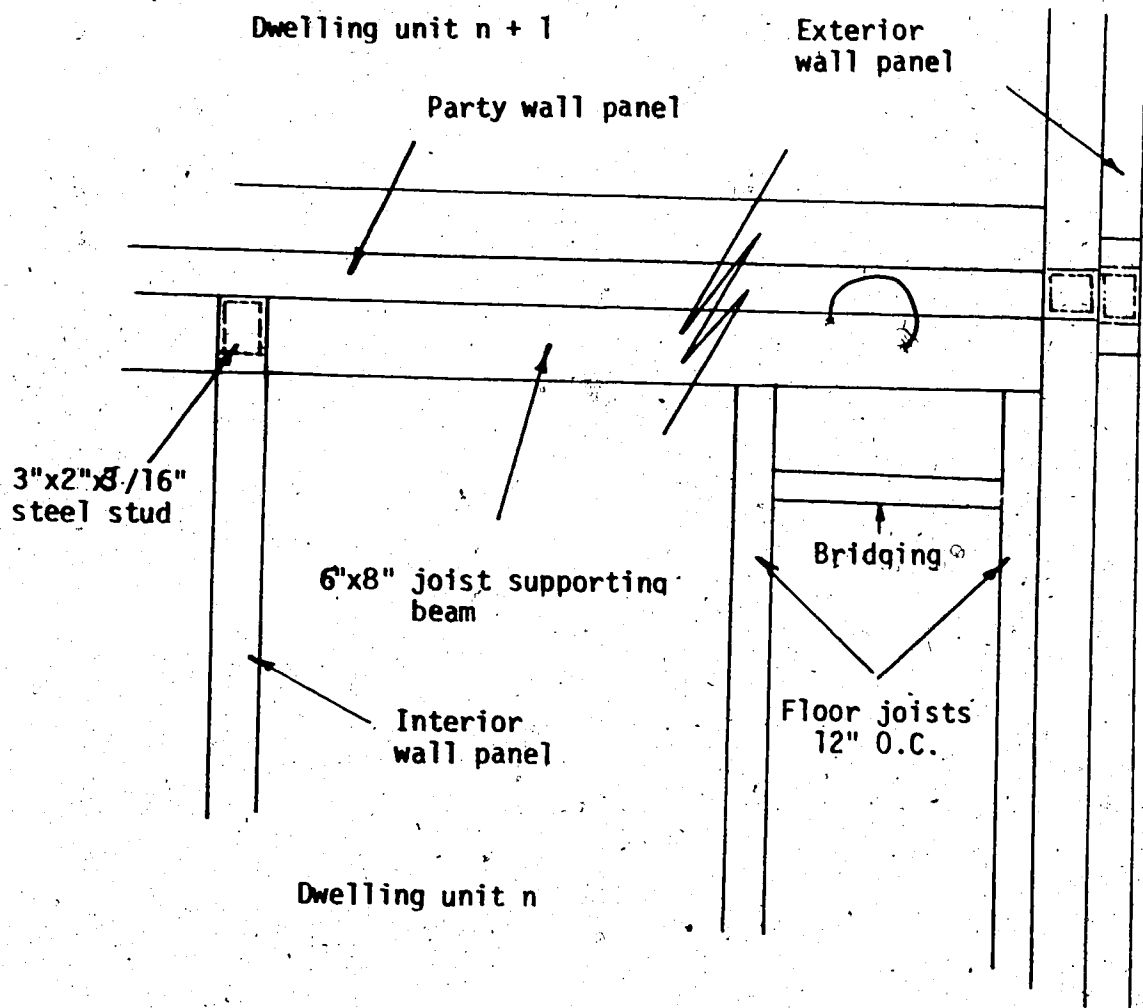 Dwelling unit n + 1
Exterior
wall panel
Party wall panel
3"x2"x3/16"
steel stud
6"x8" joist supporting
beam
Bridging
Interior
wall panel
Floor joists
12" O.C.
Dwelling unit n